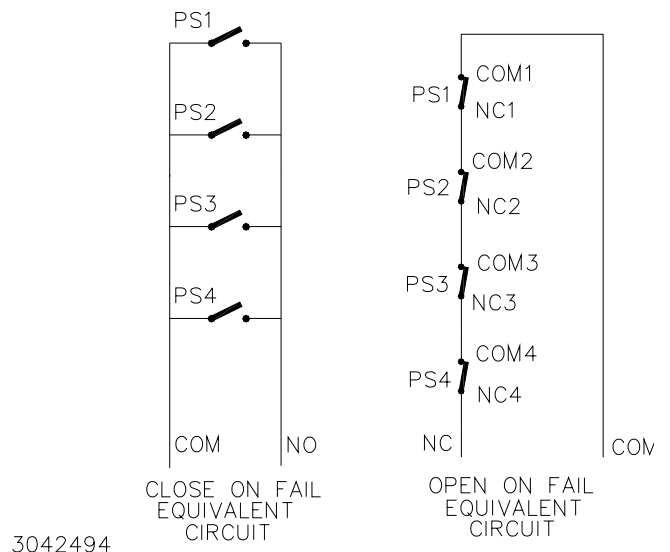 PS1
PS2
PS3
PS4
COM
NO
CLOSE ON FAIL
EQUIVALENT
CIRCUIT
PS1
COM1
NC1
PS2
COM2
NC2
PS3
COM3
NC3
PS4
COM4
NC4
NC
COM
OPEN ON FAIL
EQUIVALENT
CIRCUIT
3042494